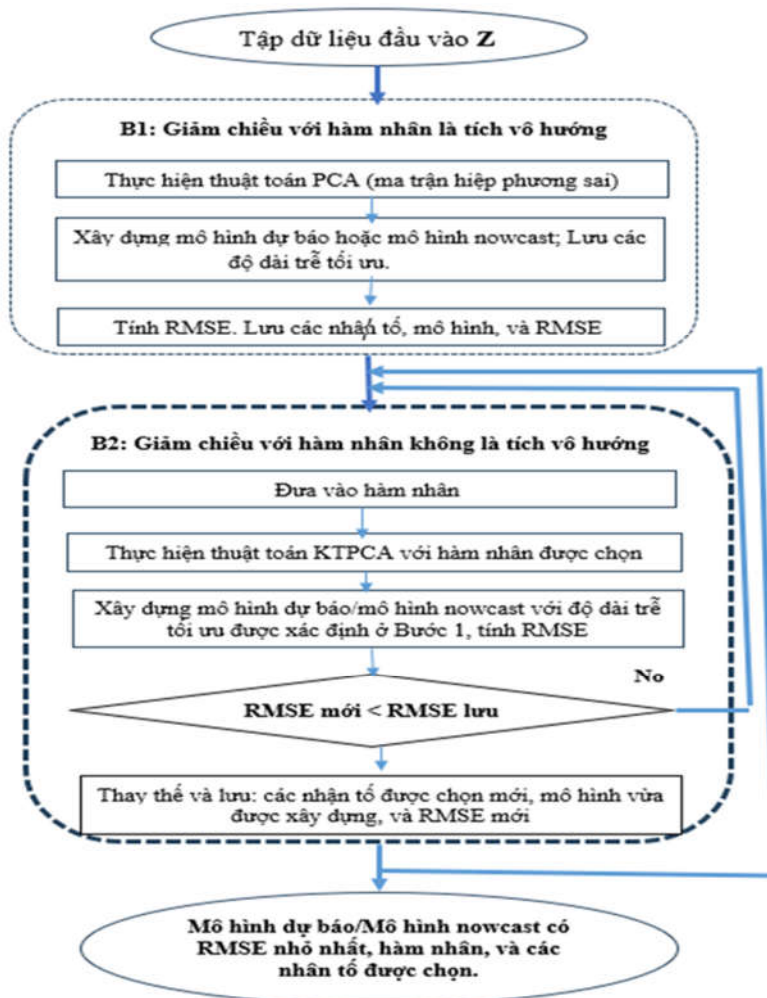 Tập dữ liệu đầu vào Z
B1: Giảm chiều với hàm nhân là tích vô hướng
Thực hiện thuật toán PCA (ma trận hiệp phương sai)
Xây dựng mô hình dự báo hoặc mô hình nowcast; Lưu các
độ dài trễ tối ưu.
Tính RMSE. Lưu các nhân tố, mô hình, và RMSE
B2: Giảm chiều với hàm nhân không là tích vô hướng
Đưa vào hàm nhân
Thực hiện thuật toán KTPCA với hàm nhân được chọn
Xây dựng mô hình dự báo/mô hình nowcast với độ dài trễ
tối ưu được xác định ở Bước 1, tính RMSE
No
RMSE mới < RMSE lưu
Thay thế và lưu: các nhận tố được chọn mới, mô hình vừa
được xây dựng, và RMSE mới
Mô hình dự báo/Mô hình nowcast có
RMSE nhỏ nhất, hàm nhân, và các
nhân tố được chọn.